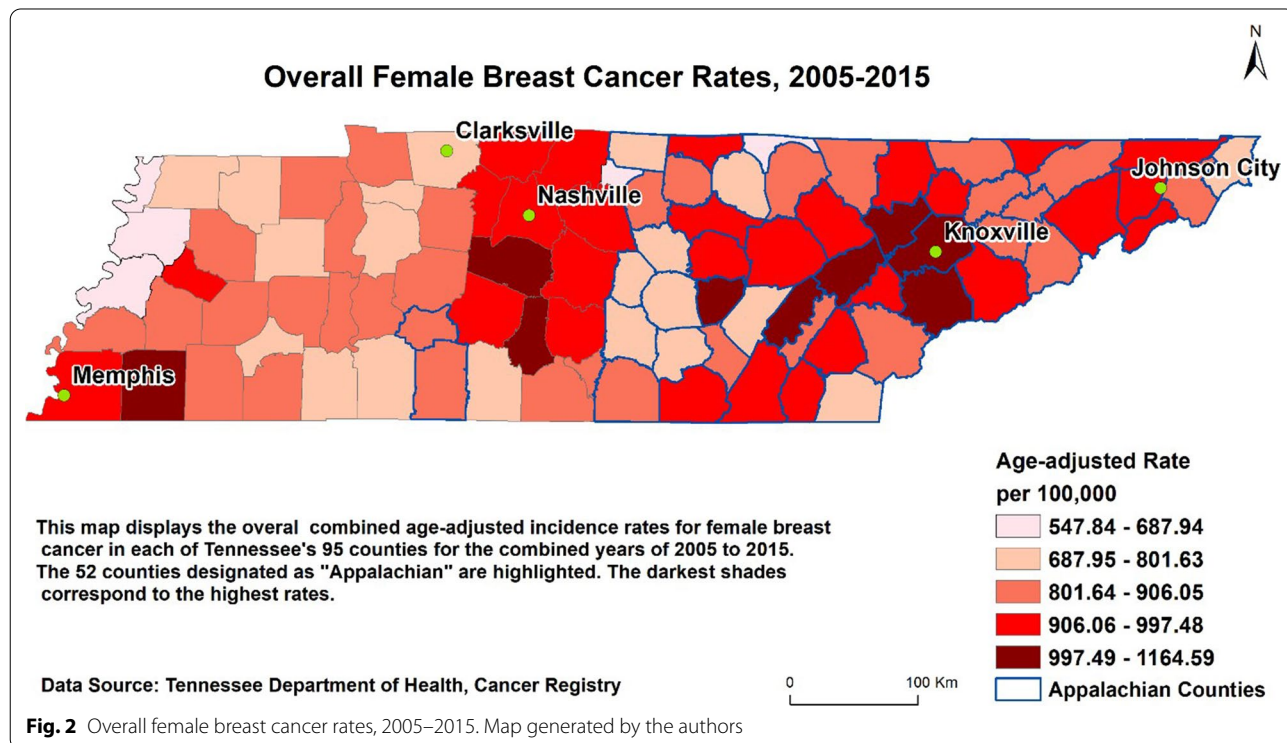 N
Overall Female Breast Cancer Rates, 2005-2015
Clarksville
Nashville
Johnson City
Knoxville
Memphis
Age-adjusted Rate
per 100,000
547.84 - 687.94
687.95 - 801.63
801.64 - 906.05
906.06 - 997.48
997.49 - 1164.59
Appalachian Counties
This map displays the overal combined age-adjusted incidence rates for female breast
cancer in each of Tennessee's 95 counties for the combined years of 2005 to 2015.
The 52 counties designated as "Appalachian" are highlighted. The darkest shades
correspond to the highest rates.
Data Source: Tennessee Department of Health, Cancer Registry
0 100 Km
Fig. 2 Overall female breast cancer rates, 2005–2015. Map generated by the authors